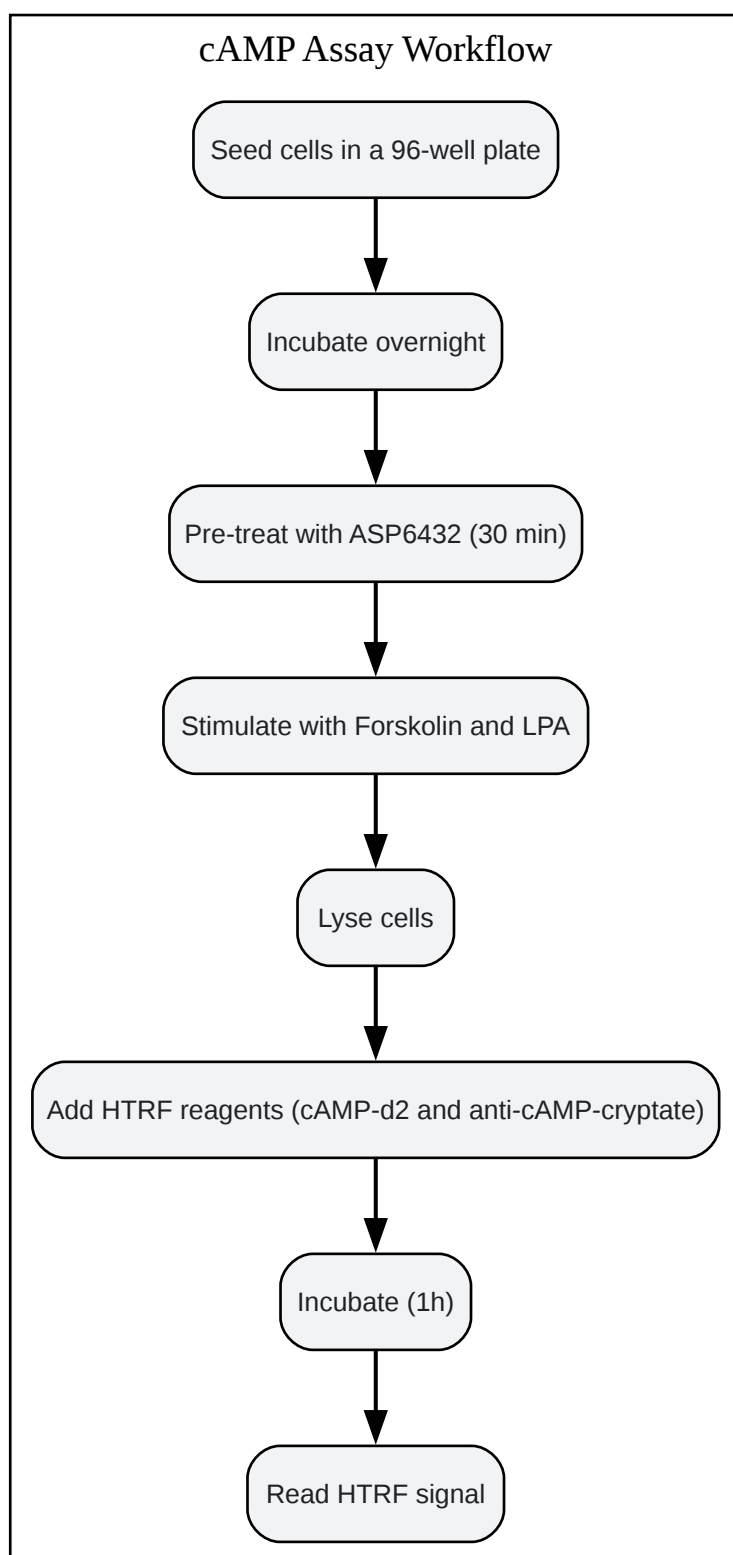 cAMP Assay Workflow
Seed cells in a 96-well plate
Incubate overnight
Pre-treat with ASP6432 (30 min)
Stimulate with Forskolin and LPA
Lyse cells
Add HTRF reagents (cAMP-d2 and anti-cAMP-cryptate)
Incubate (1h)
Read HTRF signal